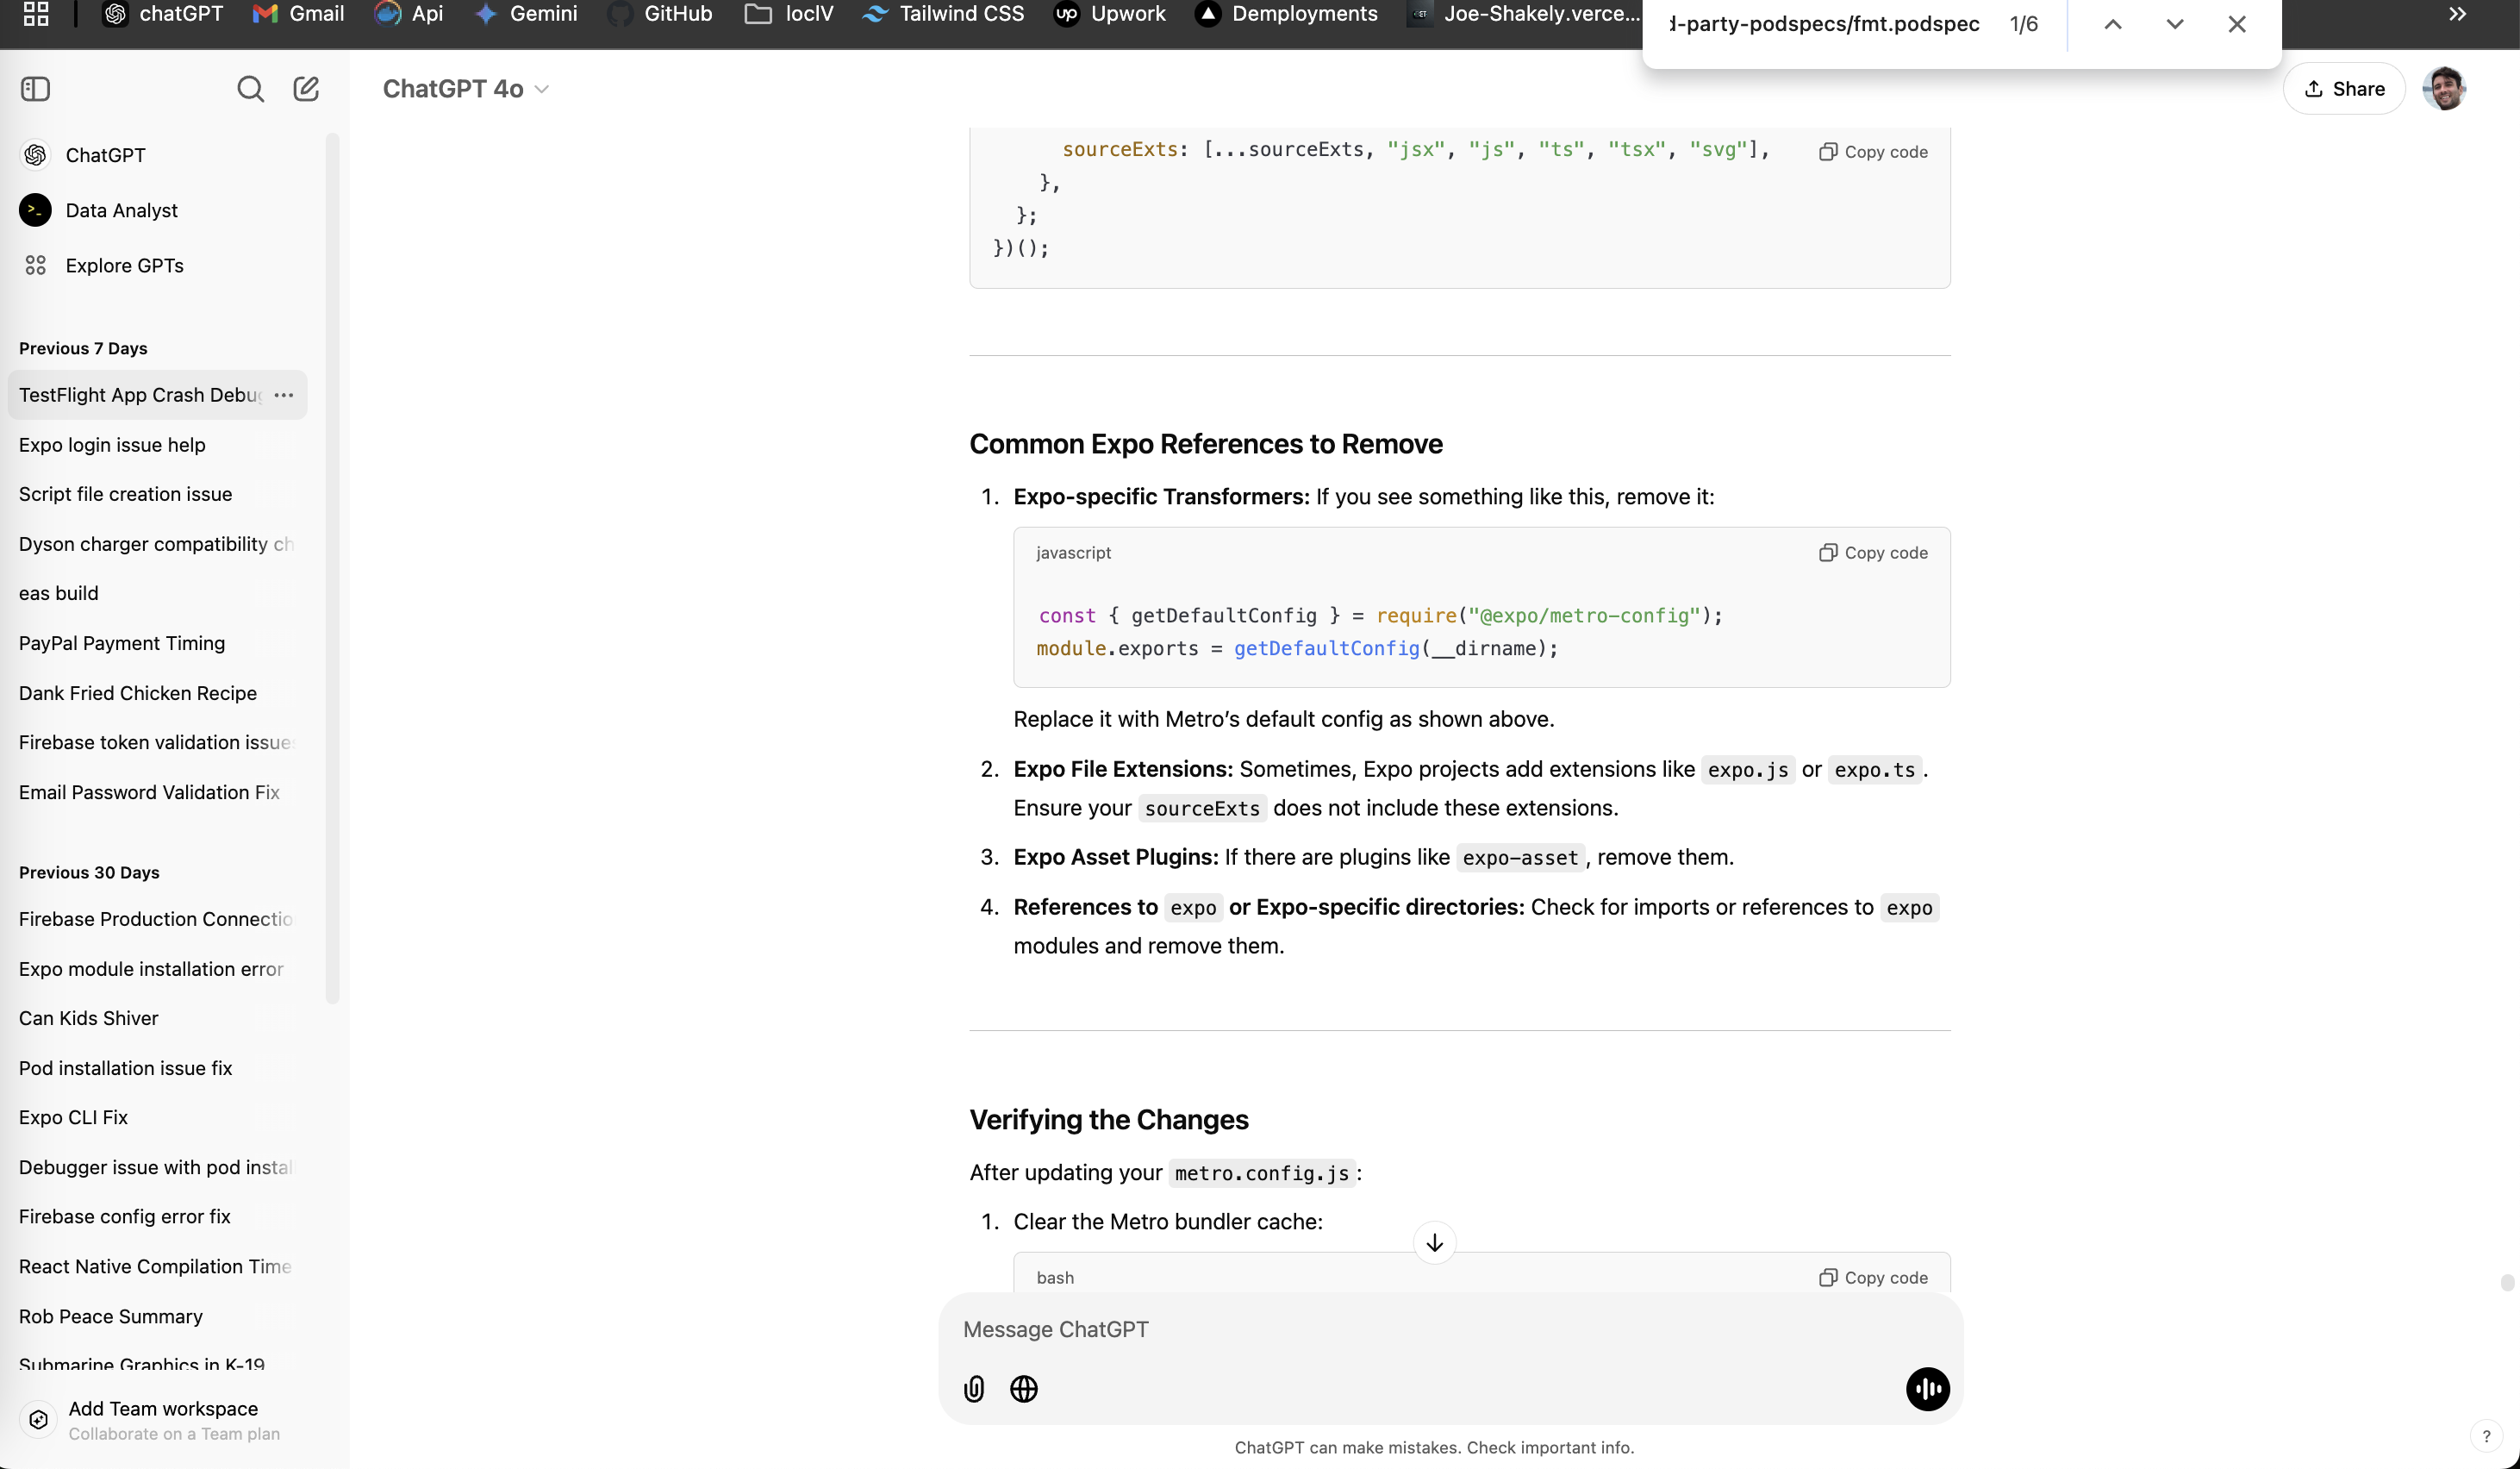 chatGPT
Gmail
Api
Gemini
GitHub
loclV
Tailwind CSS
up Upwork
Demployments
Joe-Shakely.verce...
d-party-podspecs/fmt.podspec 1/6
ChatGPT 4o
Share
ChatGPT
>_ Data Analyst
Explore GPTs
Previous 7 Days
TestFlight App Crash Debug ...
Expo login issue help
Script file creation issue
Dyson charger compatibility ch
eas build
PayPal Payment Timing
Dank Fried Chicken Recipe
Firebase token validation issues
Email Password Validation Fix
Previous 30 Days
Firebase Production Connectio
Expo module installation error
Can Kids Shiver
Pod installation issue fix
Expo CLI Fix
Debugger issue with pod instal
Firebase config error fix
React Native Compilation Time
Rob Peace Summary
Submarine Graphics in K-19
Add Team workspace
Collaborate on a Team plan
sourceExts: [...sourceExts, "jsx", "js", "ts", "tsx", "svg"],
Copy code
},
};
})();
Common Expo References to Remove
1. Expo-specific Transformers: If you see something like this, remove it:
javascript
Copy code
const { getDefaultConfig } = require("@expo/metro-config");
module.exports = getDefaultConfig(__dirname);
Replace it with Metro’s default config as shown above.
2. Expo File Extensions: Sometimes, Expo projects add extensions like expo.js or expo.ts.
Ensure your sourceExts does not include these extensions.
3. Expo Asset Plugins: If there are plugins like expo-asset, remove them.
4. References to expo or Expo-specific directories: Check for imports or references to expo
modules and remove them.
Verifying the Changes
After updating your metro.config.js:
1. Clear the Metro bundler cache:
bash
Copy code
Message ChatGPT
ChatGPT can make mistakes. Check important info.
?